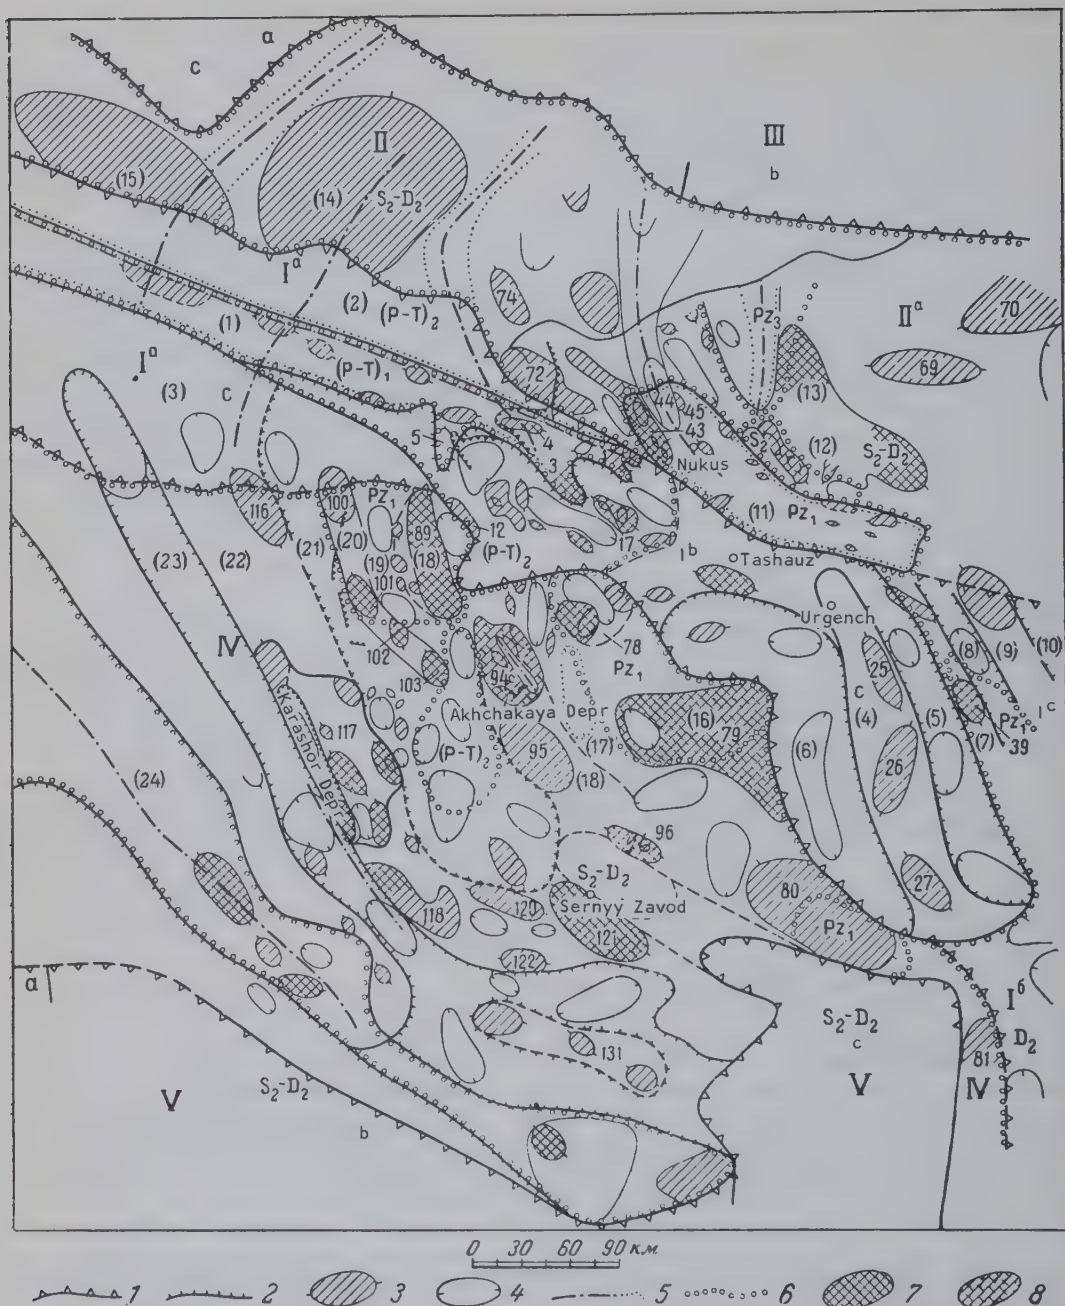 a
c
II
III
b
(15)
(14)
S₂-D₂
Iᵃ
(2)
(P-T)₂
74
Pz₃
IIᵃ
70
(1)
72
(13)
69
(P-T)₁
Iᵃ
(3)
c
5
4
3
44
45
43
S₂
(12)
S₂-D₂
Nukus
116
100
Pz₁
(20)
89
12
(P-T)₂
17
(11)
Pz₁
Iᵇ
Tashauz
(23)
(22)
(21)
(19)
(18)
101
Urgench
(8)
(9)
(10)
102
78
25
Pz₁
Iᶜ
IV
103
94
Pz₁
c
(4)
(5)
(7)
39
Karashor Depr
117
Akhchakaya Depr
(16)
79
(P-T)₂
95
(17)
(18)
(6)
26
(24)
96
S₂-D₂
80
27
118
120
Sernyy Zavod
121
Pz₁
122
a
S₂-D₂
c
Iᵟ
D₂
131
81
V
S₂-D₂
b
V
IV
0 30 60 90 км.
1 2 3 4 5 6 7 8